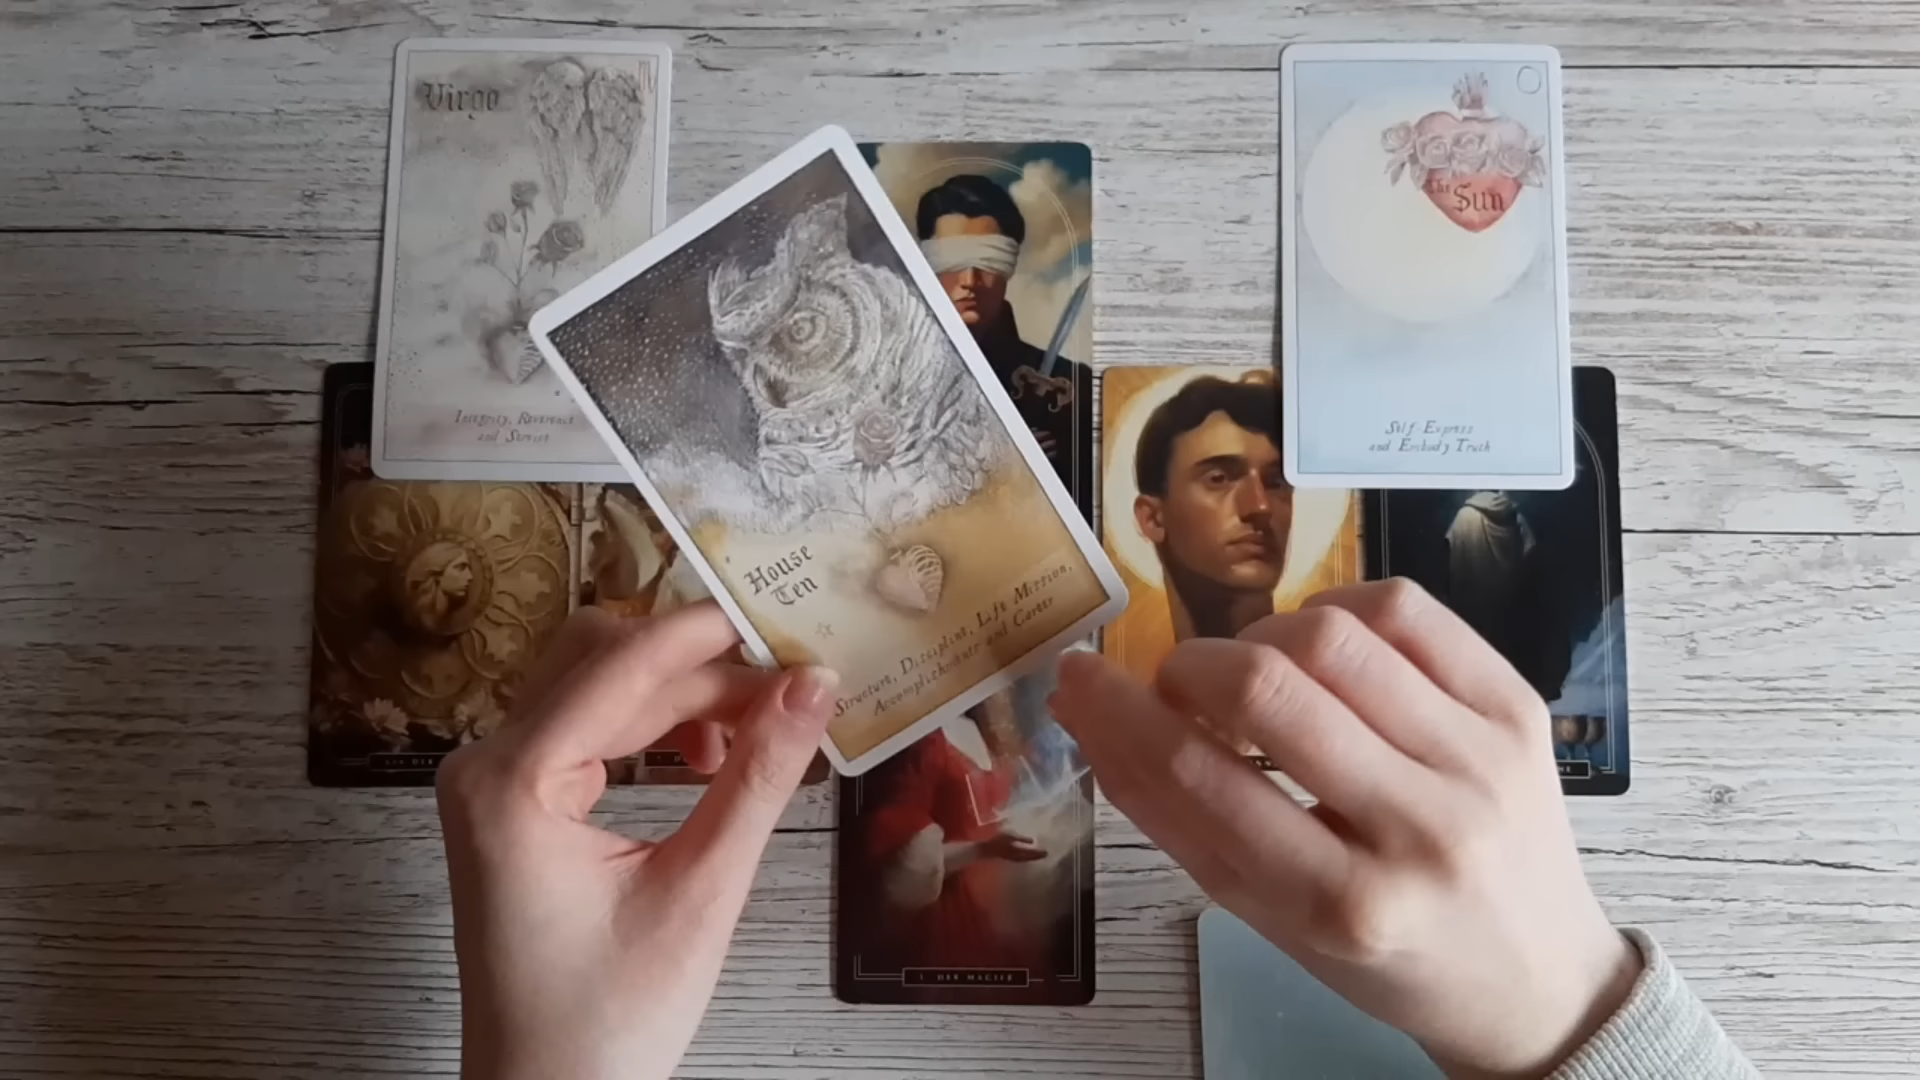 Virgo
Integrity, Reverence
and Service
The
Sun
Self-Express
and Embody Truth
House
Ten
Structure, Discipline, Life Mission,
Accomplishments and Career
I DER MAGIER